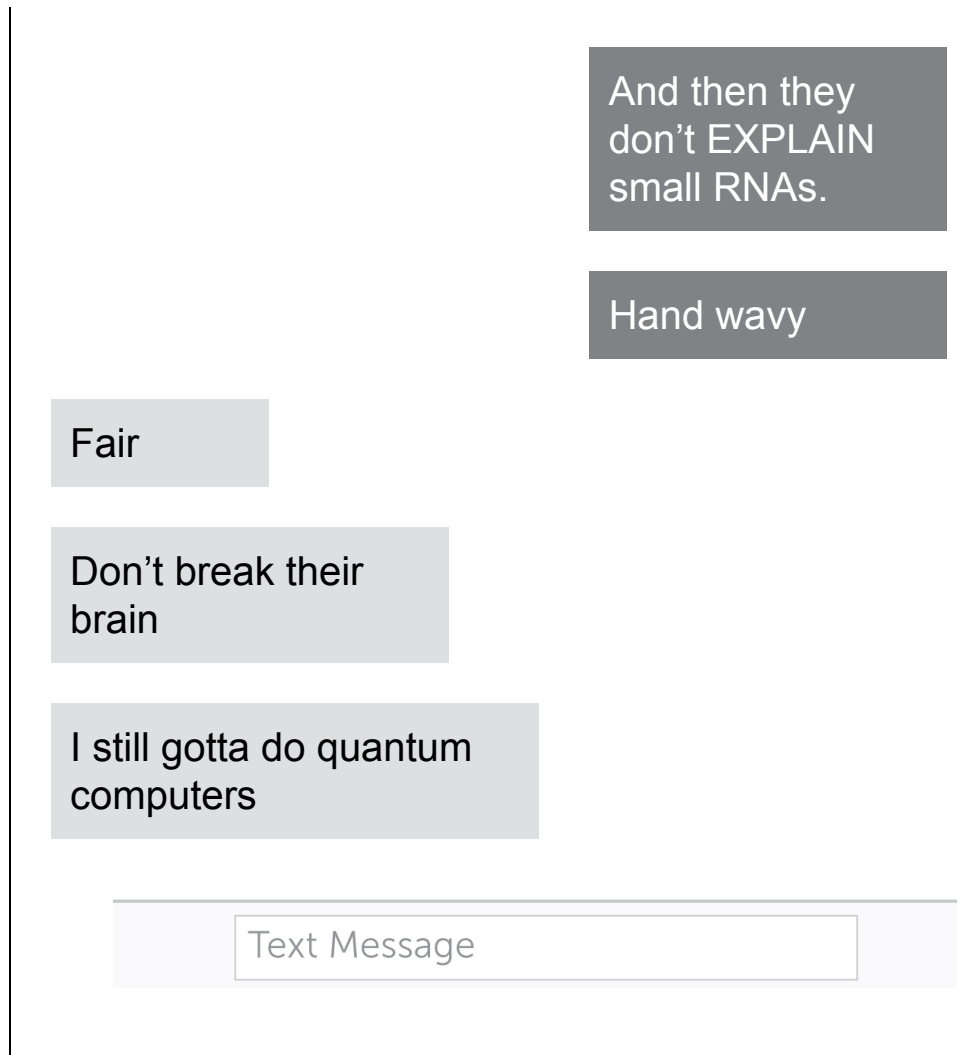 And then they
don’t EXPLAIN
small RNAs.
Hand wavy
Fair
Don’t break their
brain
I still gotta do quantum
computers
Text Message